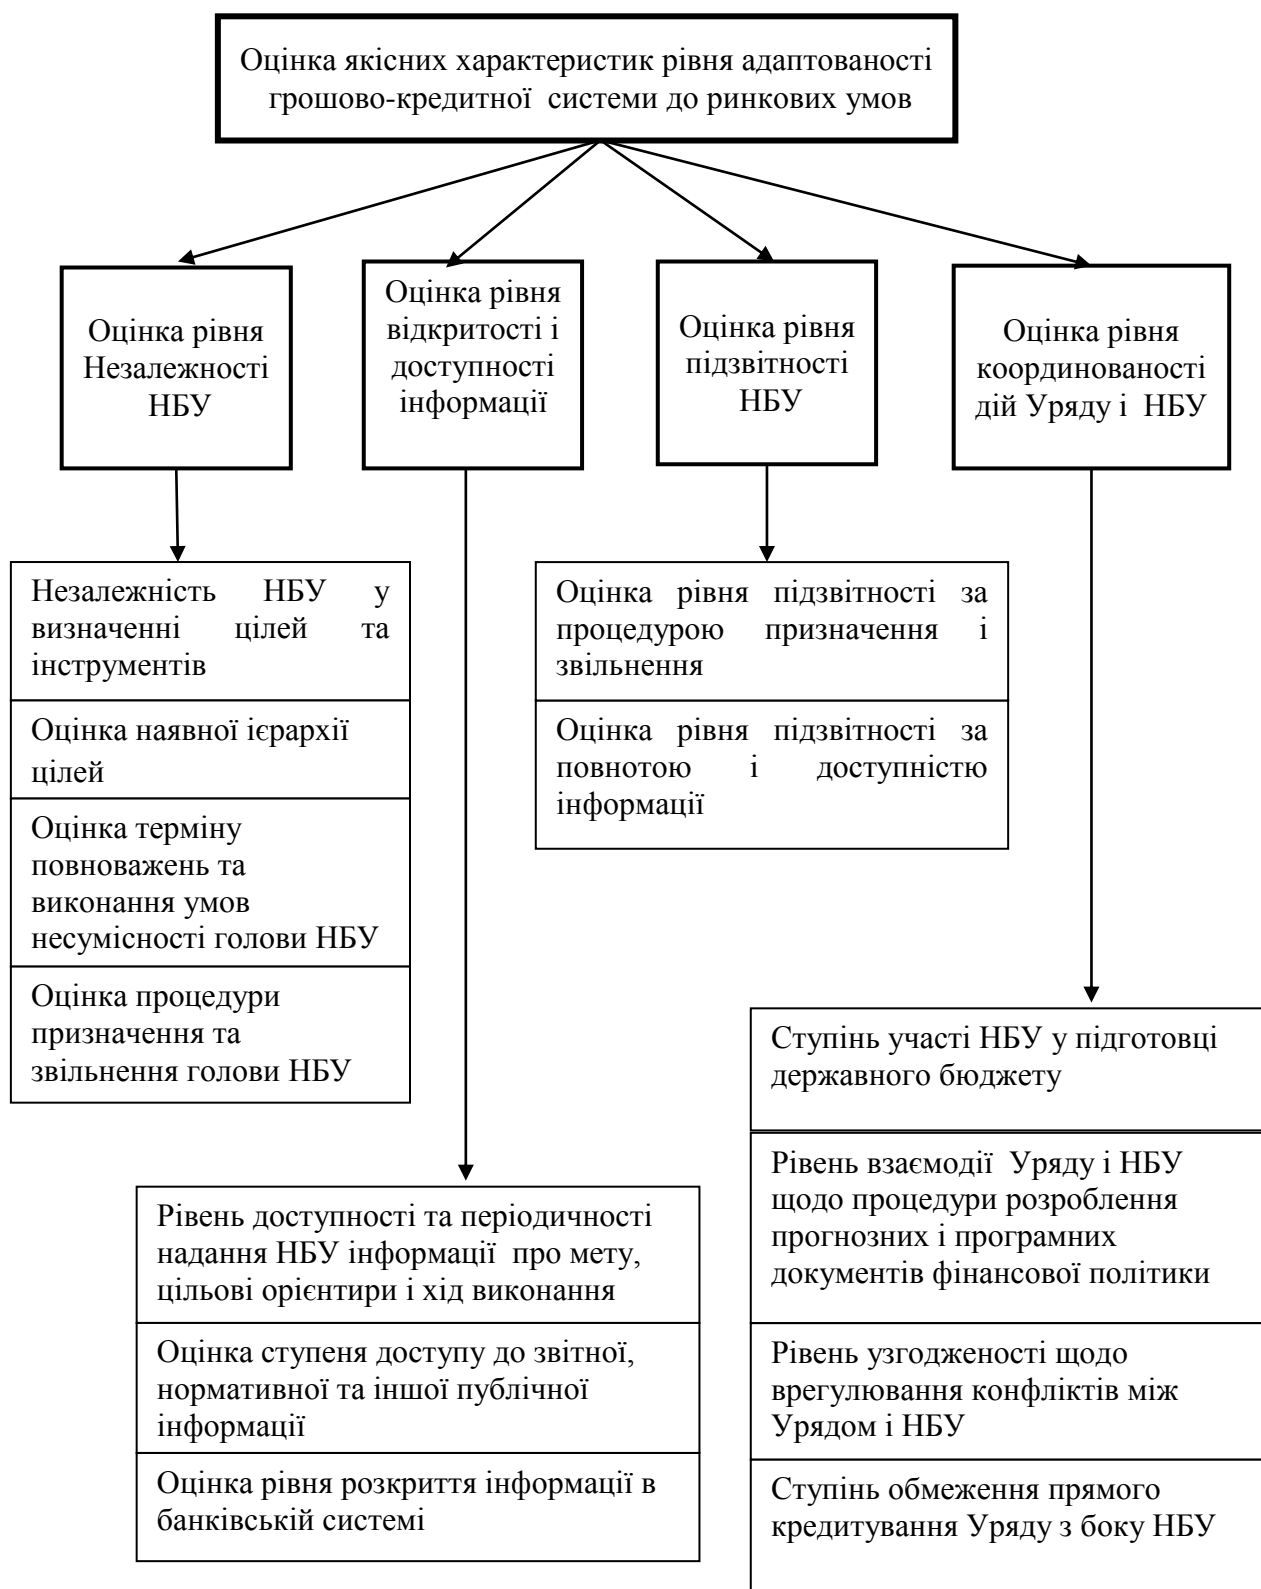 Оцінка якісних характеристик рівня адаптованості
грошово-кредитної системи до ринкових умов
Оцінка рівня
Незалежності
НБУ
Оцінка рівня
відкритості і
доступності
інформації
Оцінка рівня
підзвітності
НБУ
Оцінка рівня
координованості
дій Уряду і НБУ
Незалежність НБУ у
визначенні цілей та
інструментів
Оцінка наявної ієрархії
цілей
Оцінка терміну
повноважень та
виконання умов
несумісності голови НБУ
Оцінка процедури
призначення та
звільнення голови НБУ
Оцінка рівня підзвітності за
процедурою призначення і
звільнення
Оцінка рівня підзвітності за
повнотою і доступністю
інформації
Рівень доступності та періодичності
надання НБУ інформації про мету,
цільові орієнтири і хід виконання
Оцінка ступеня доступу до звітної,
нормативної та іншої публічної
інформації
Оцінка рівня розкриття інформації в
банківській системі
Ступінь участі НБУ у підготовці
державного бюджету
Рівень взаємодії Уряду і НБУ
щодо процедури розроблення
прогнозних і програмних
документів фінансової політики
Рівень узгодженості щодо
врегулювання конфліктів між
Урядом і НБУ
Ступінь обмеження прямого
кредитування Уряду з боку НБУ